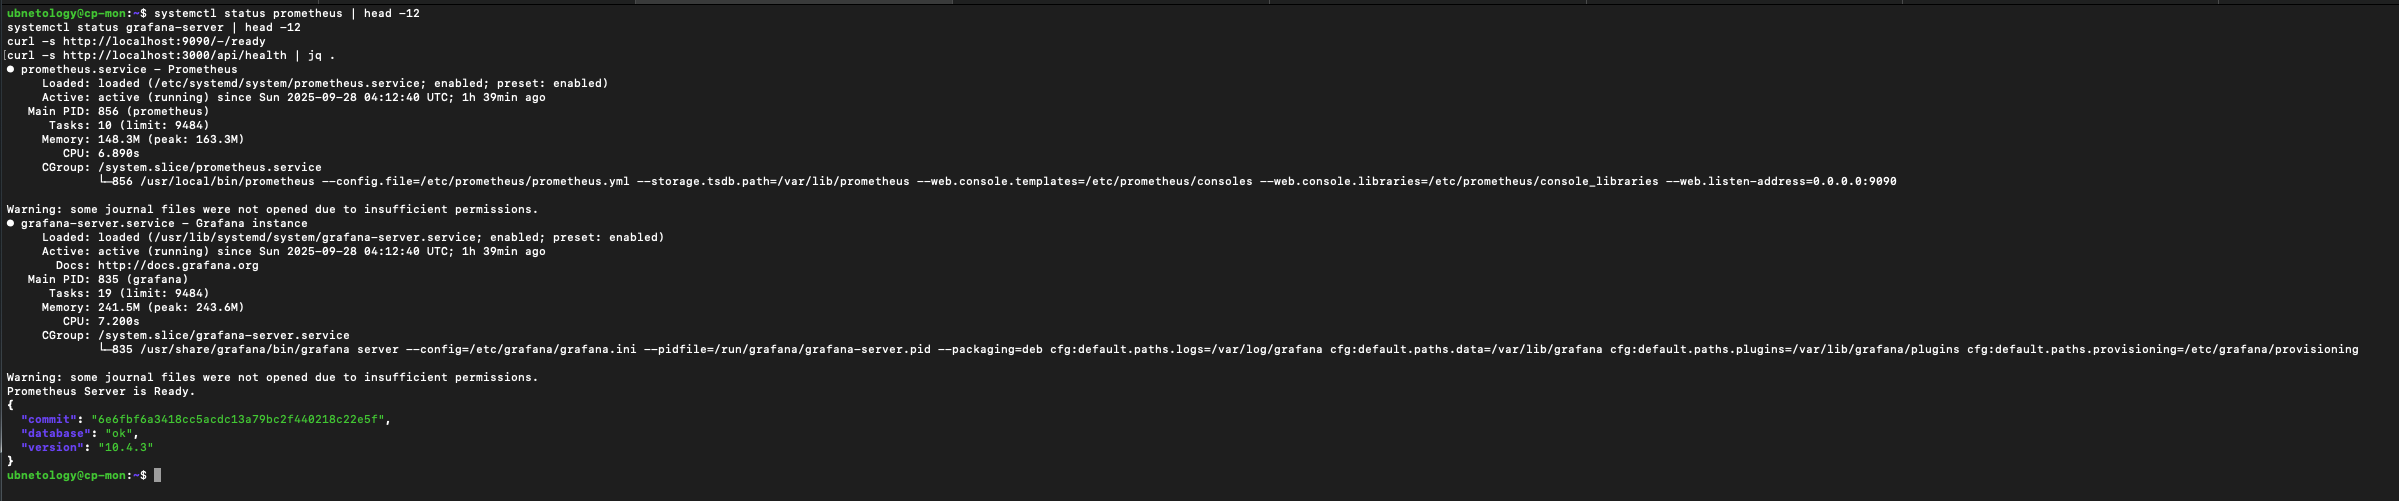 ubnetology@cp-mon:~$ systemctl status prometheus | head -12
systemctl status grafana-server | head -12
curl -s http://localhost:9090/-/ready
[curl -s http://localhost:3000/api/health | jq .
● prometheus.service - Prometheus
     Loaded: loaded (/etc/systemd/system/prometheus.service; enabled; preset: enabled)
     Active: active (running) since Sun 2025-09-28 04:12:40 UTC; 1h 39min ago
   Main PID: 856 (prometheus)
      Tasks: 10 (limit: 9484)
     Memory: 148.3M (peak: 163.3M)
        CPU: 6.890s
     CGroup: /system.slice/prometheus.service
             └─856 /usr/local/bin/prometheus --config.file=/etc/prometheus/prometheus.yml --storage.tsdb.path=/var/lib/prometheus --web.console.templates=/etc/prometheus/consoles --web.console.libraries=/etc/prometheus/console_libraries --web.listen-address=0.0.0.0:9090
Warning: some journal files were not opened due to insufficient permissions.
● grafana-server.service - Grafana instance
     Loaded: loaded (/usr/lib/systemd/system/grafana-server.service; enabled; preset: enabled)
     Active: active (running) since Sun 2025-09-28 04:12:40 UTC; 1h 39min ago
       Docs: http://docs.grafana.org
   Main PID: 835 (grafana)
      Tasks: 19 (limit: 9484)
     Memory: 241.5M (peak: 243.6M)
        CPU: 7.200s
     CGroup: /system.slice/grafana-server.service
             └─835 /usr/share/grafana/bin/grafana server --config=/etc/grafana/grafana.ini --pidfile=/run/grafana/grafana-server.pid --packaging=deb cfg:default.paths.logs=/var/log/grafana cfg:default.paths.data=/var/lib/grafana cfg:default.paths.plugins=/var/lib/grafana/plugins cfg:default.paths.provisioning=/etc/grafana/provisioning
Warning: some journal files were not opened due to insufficient permissions.
Prometheus Server is Ready.
{
  "commit": "6e6fbf6a3418cc5acdc13a79bc2f440218c22e5f",
  "database": "ok",
  "version": "10.4.3"
}
ubnetology@cp-mon:~$